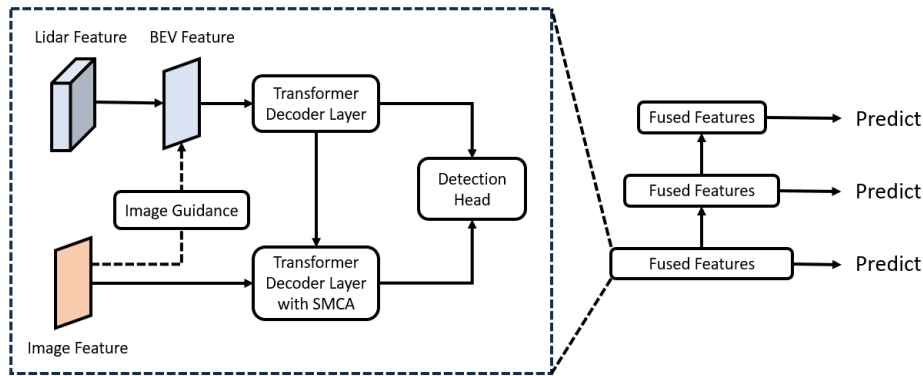 Lidar Feature
BEV Feature
Transformer
Decoder Layer
Image Guidance
Detection
Head
Transformer
Decoder Layer
with SMCA
Image Feature
Fused Features
Predict
Fused Features
Predict
Fused Features
Predict